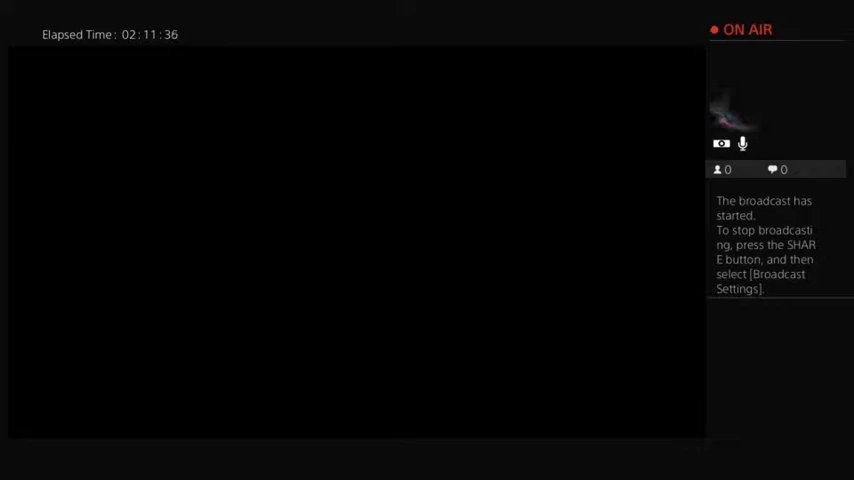 Elapsed Time: 02:11:36
ON AIR
0 0
The broadcast has
started.
To stop broadcasti
ng, press the SHAR
E button, and then
select [Broadcast
Settings].